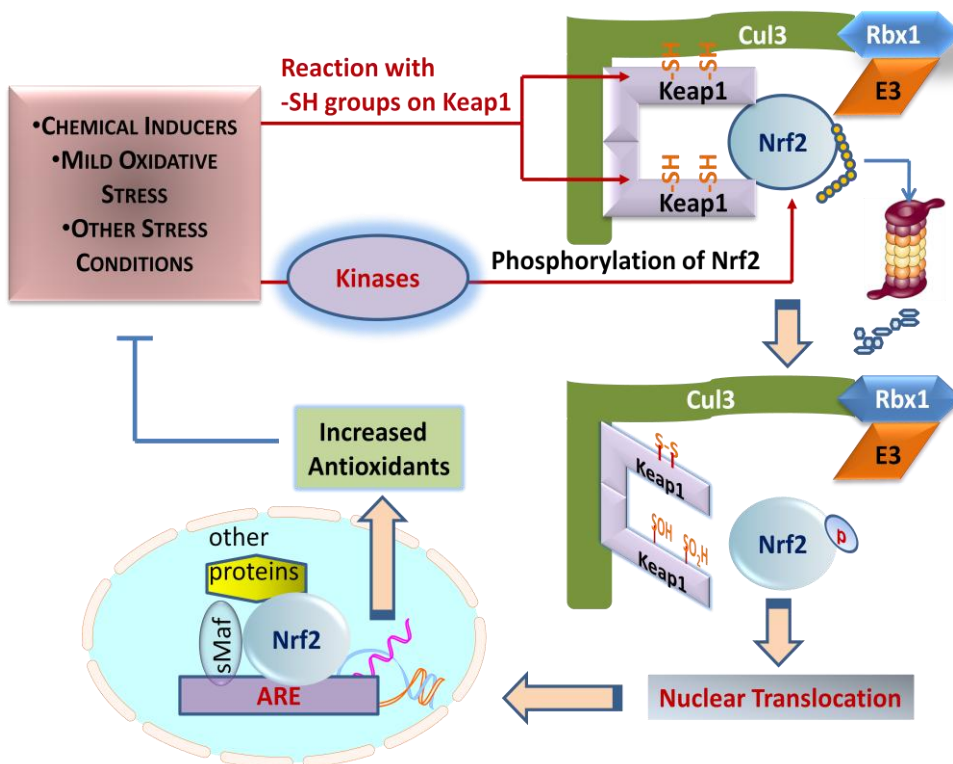 Cul3
Rbx1
E3
Reaction with
-SH groups on Keap1
-SH
-SH
Keap1
•CHEMICAL INDUCERS
•MILD OXIDATIVE
STRESS
•OTHER STRESS
CONDITIONS
Nrf2
-SH
-SH
Keap1
Kinases
Phosphorylation of Nrf2
Cul3
Rbx1
E3
S-S
Keap1
Increased
Antioxidants
SOH
SO₂H
Keap1
Nrf2
p
other
proteins
sMaf
Nrf2
ARE
Nuclear Translocation